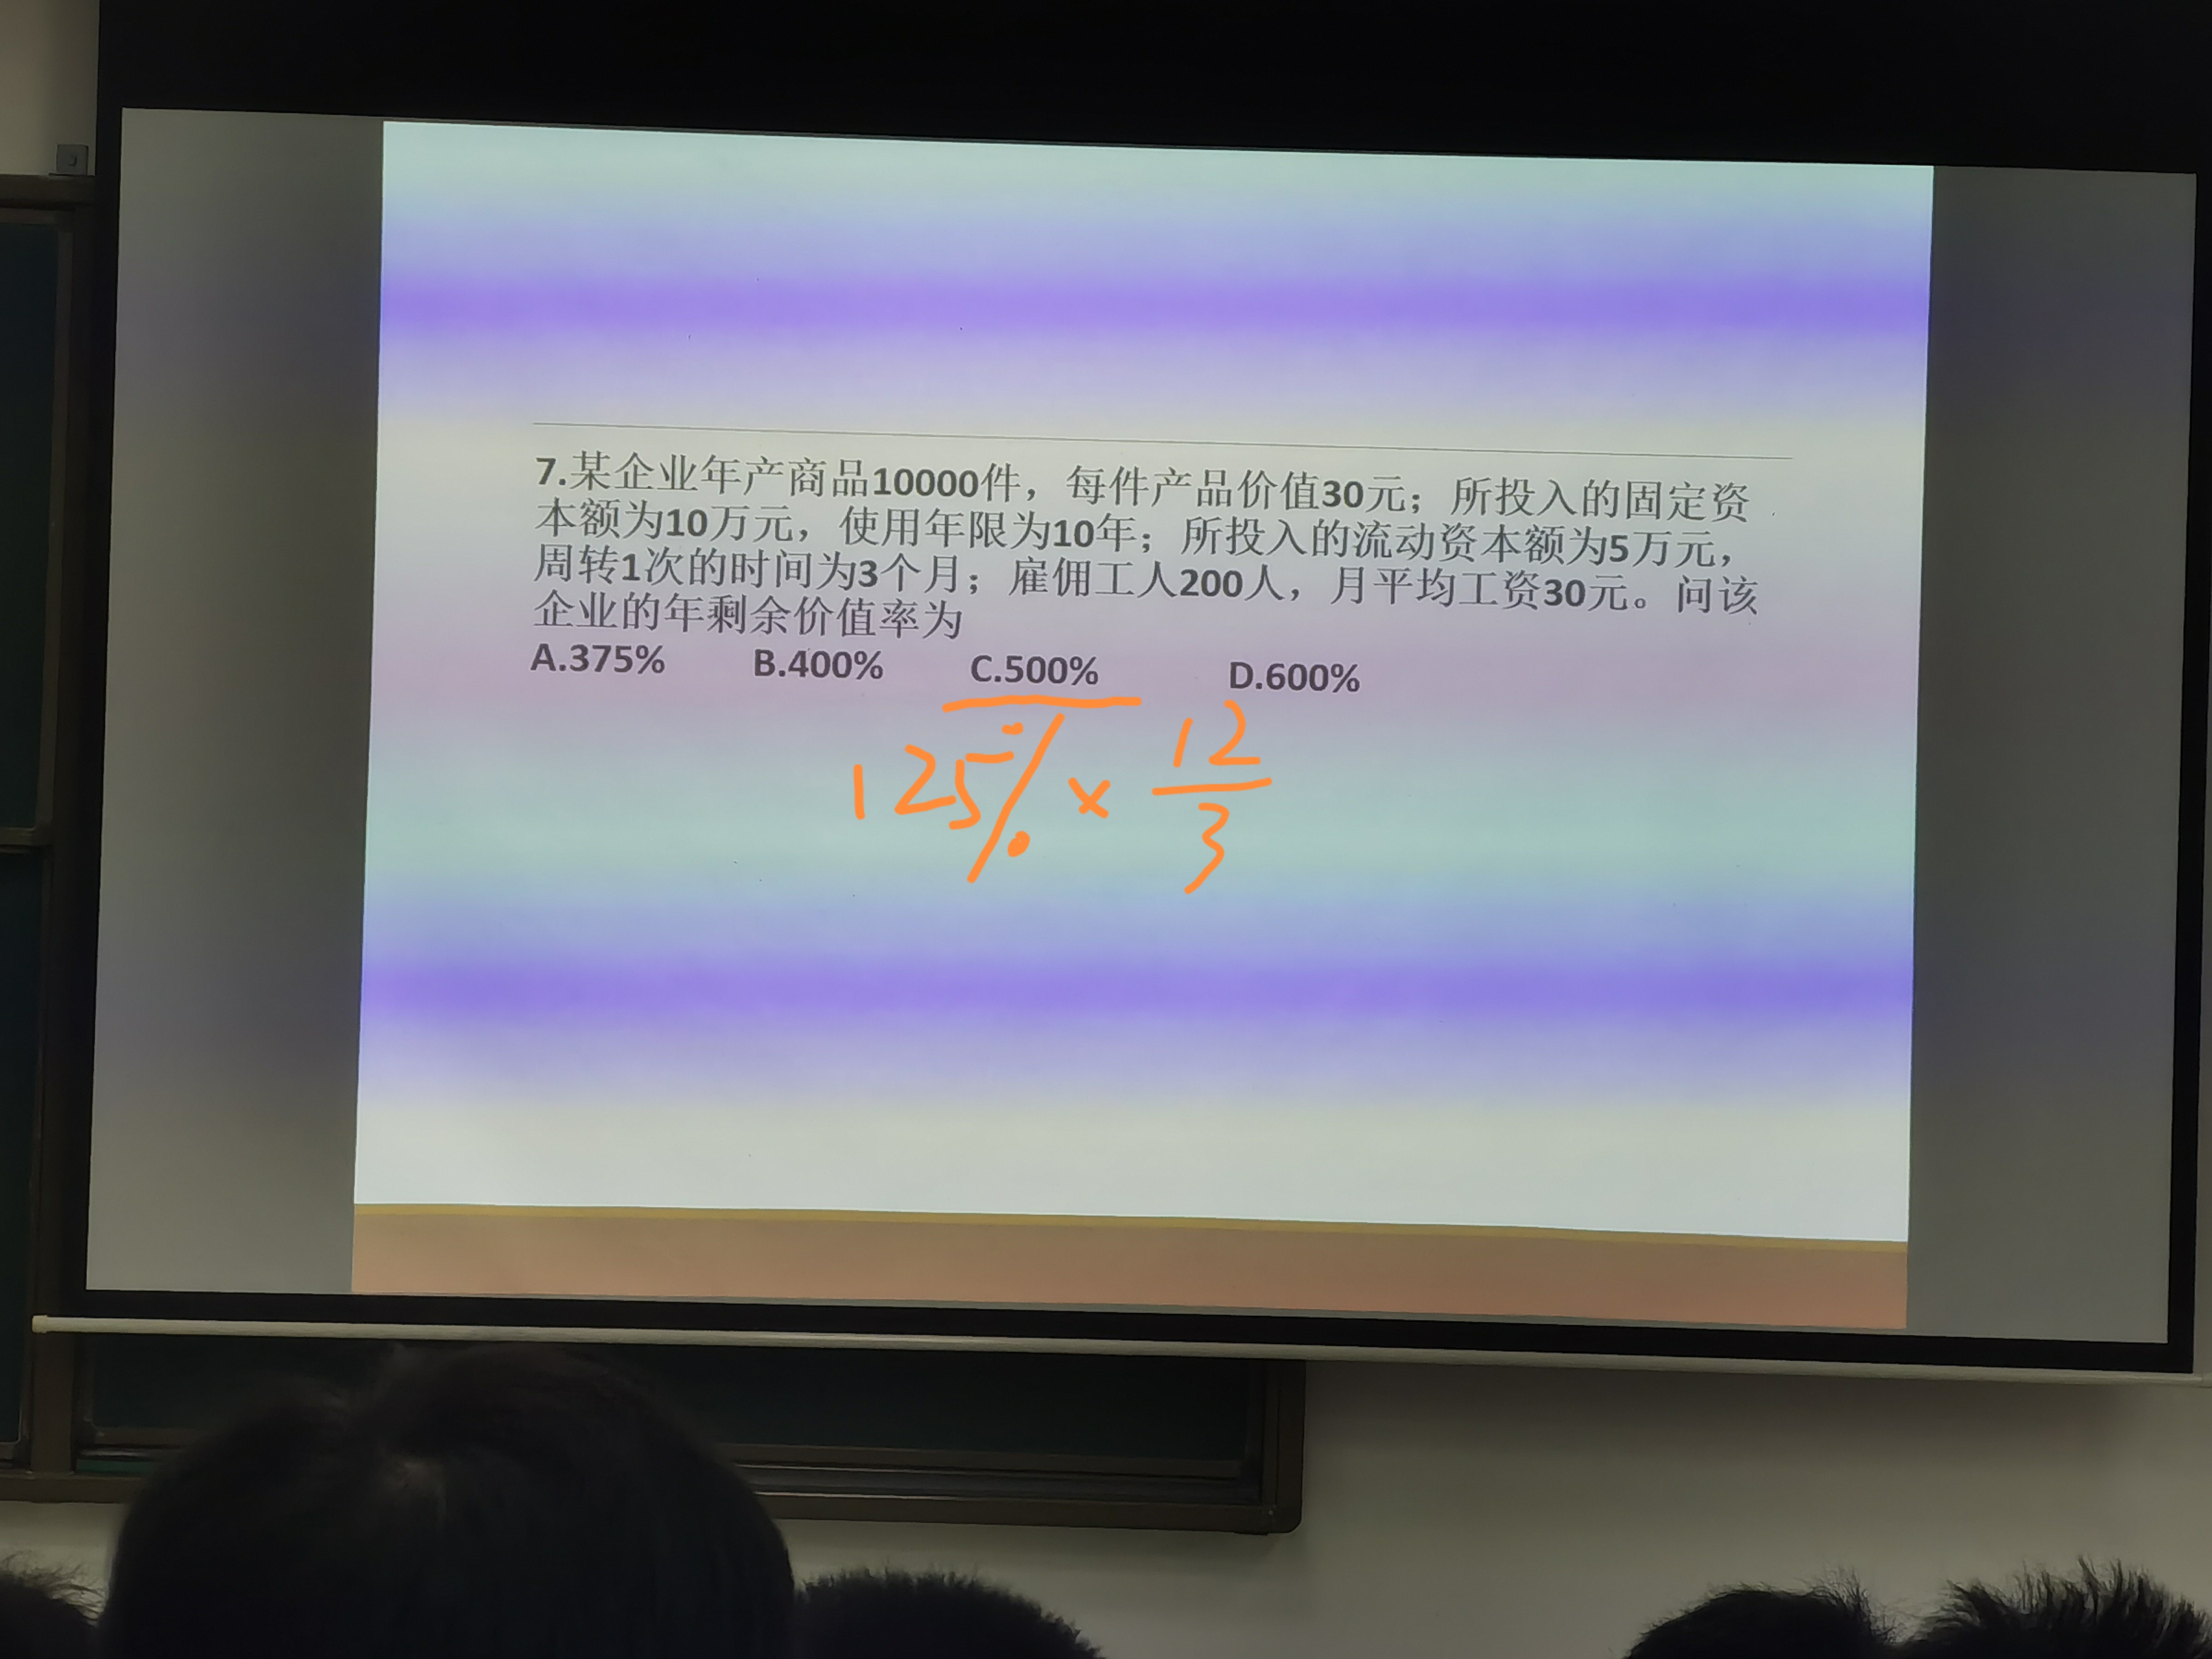 7.某企业年产商品10000件，每件产品价值30元；所投入的固定资
本额为10万元，使用年限为10年；所投入的流动资本额为5万元，
周转1次的时间为3个月；雇佣工人200人，月平均工资30元。问该
企业的年剩余价值率为
A.375% B.400% C.500% D.600%
125% × 12/3